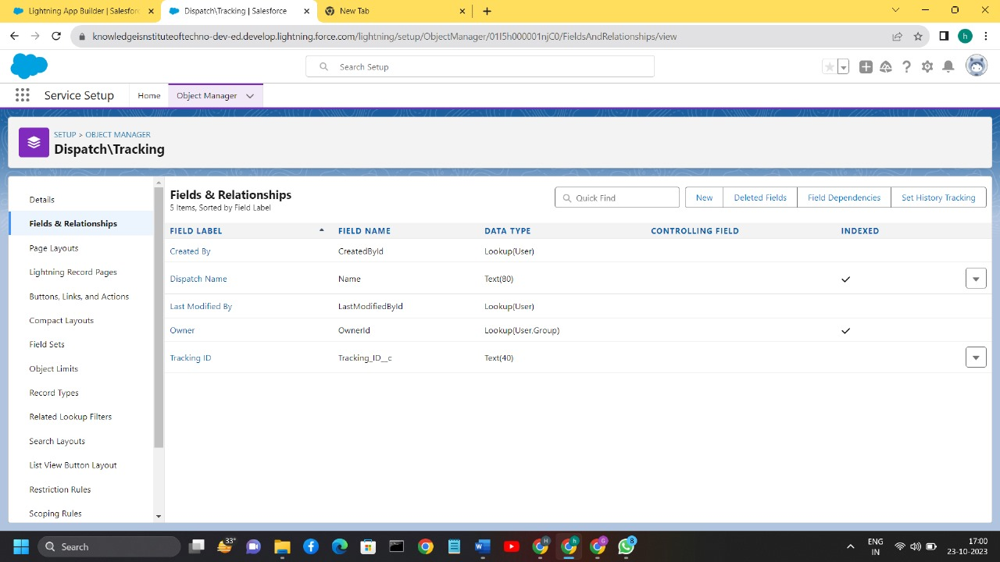 Lightning App Builder | Salesfor
Dispatch\Tracking | Salesforce
New Tab
knowledgeisnstituteoftechno-dev-ed.develop.lightning.force.com/lightning/setup/ObjectManager/01I5h000001njC0/FieldsAndRelationships/view
h
Search Setup
Service Setup
Home
Object Manager
SETUP > OBJECT MANAGER
Dispatch\Tracking
Details
Fields & Relationships
Page Layouts
Lightning Record Pages
Buttons, Links, and Actions
Compact Layouts
Field Sets
Object Limits
Record Types
Related Lookup Filters
Search Layouts
List View Button Layout
Restriction Rules
Scoping Rules
Fields & Relationships
5 Items, Sorted by Field Label
Quick Find
New
Deleted Fields
Field Dependencies
Set History Tracking
FIELD LABEL FIELD NAME DATA TYPE CONTROLLING FIELD INDEXED
Created By CreatedById Lookup(User)
Dispatch Name Name Text(80)
Last Modified By LastModifiedById Lookup(User)
Owner OwnerId Lookup(User,Group)
Tracking ID Tracking_ID__c Text(40)
Search
33°
H
h
G
8
ENG
IN
17:00
23-10-2023